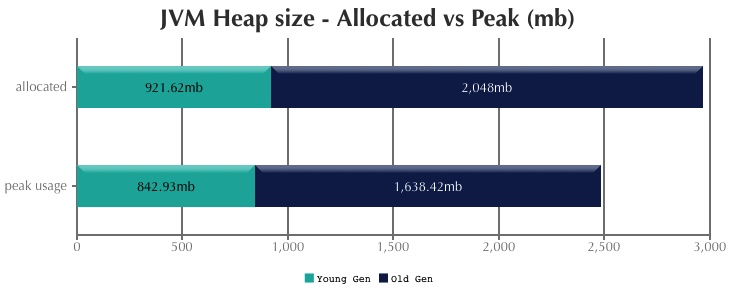 JVM Heap size - Allocated vs Peak (mb)
allocated
921.62mb
2,048mb
peak usage
842.93mb
1,638.42mb
0 500 1,000 1,500 2,000 2,500 3,000
Young Gen Old Gen